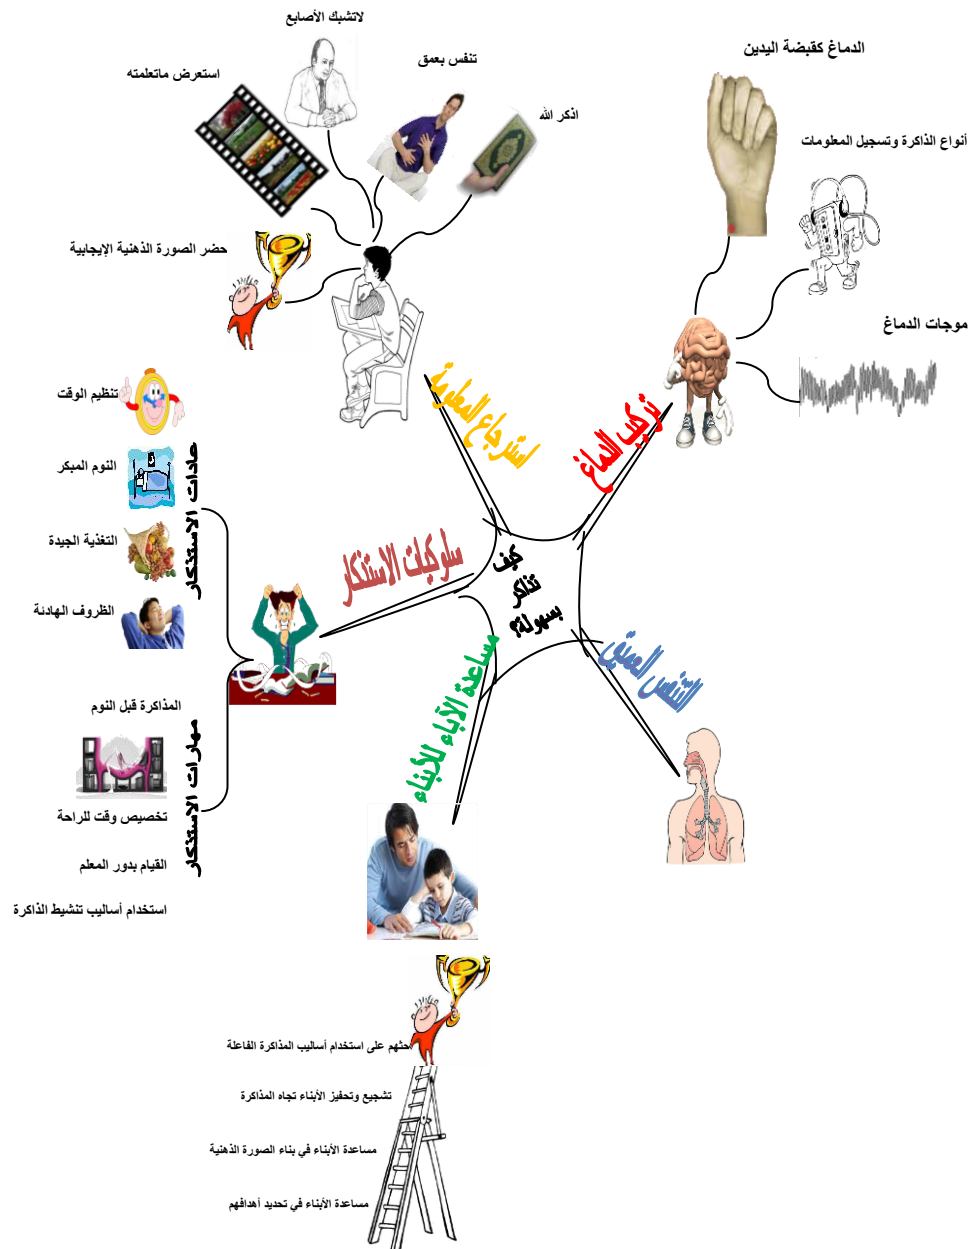 لاتشبك الأصابع
الدماغ كقبضة اليدين
تنفس بعمق
استعرض ماتعلمته
اذكر الله
أنواع الذاكرة وتسجيل المعلومات
حضر الصورة الذهنية الإيجابية
موجات الدماغ
استرجاع المعلومة
تركيب الدماغ
تنظيم الوقت
النوم المبكر
عادات الاستذكار
التغذية الجيدة
الظروف الهادئة
سلوكيات الاستذكار
كيف
تذاكر
بسهولة؟
التنفس العميق
مساعدة الآباء للأبناء
المذاكرة قبل النوم
مهارات الاستذكار
تخصيص وقت للراحة
القيام بدور المعلم
استخدام أساليب تنشيط الذاكرة
حثهم على استخدام أساليب المذاكرة الفاعلة
تشجيع وتحفيز الأبناء تجاه المذاكرة
مساعدة الأبناء في بناء الصورة الذهنية
مساعدة الأبناء في تحديد أهدافهم